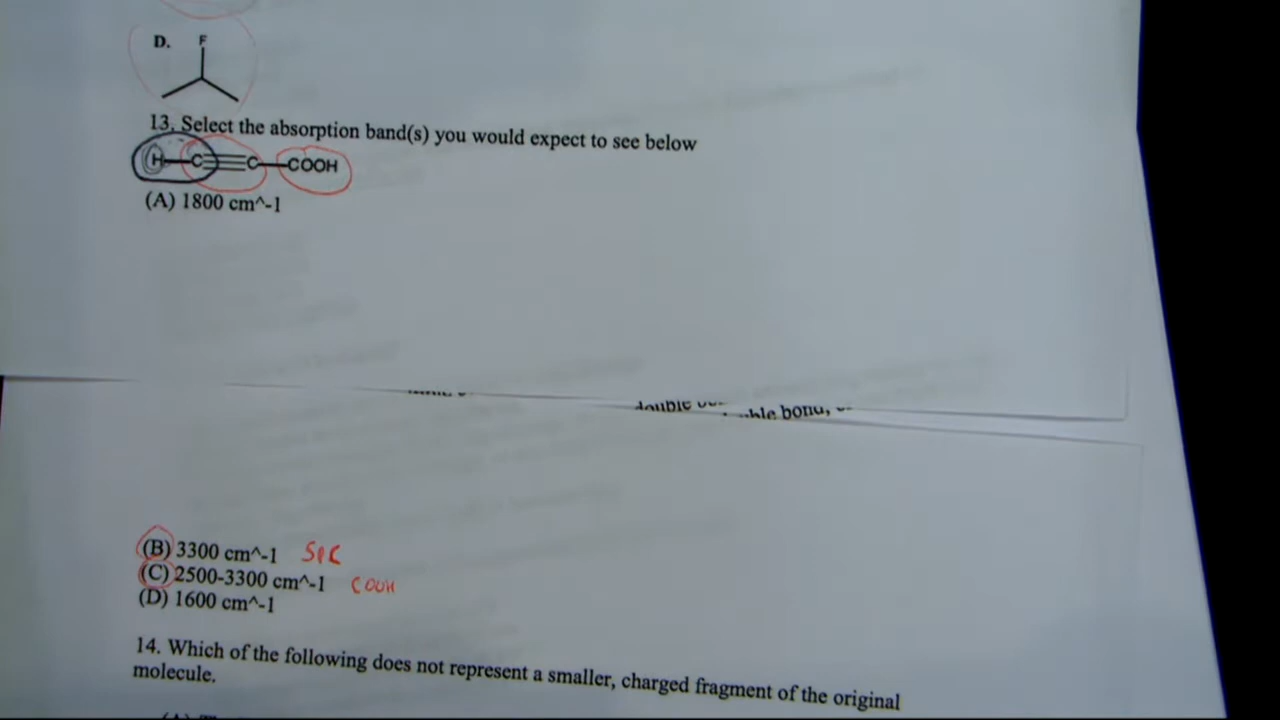 D. F
13. Select the absorption band(s) you would expect to see below
H-C≡C-COOH
(A) 1800 cm^-1
(B) 3300 cm^-1 SPC
(C) 2500-3300 cm^-1 COOH
(D) 1600 cm^-1
14. Which of the following does not represent a smaller, charged fragment of the original
molecule.